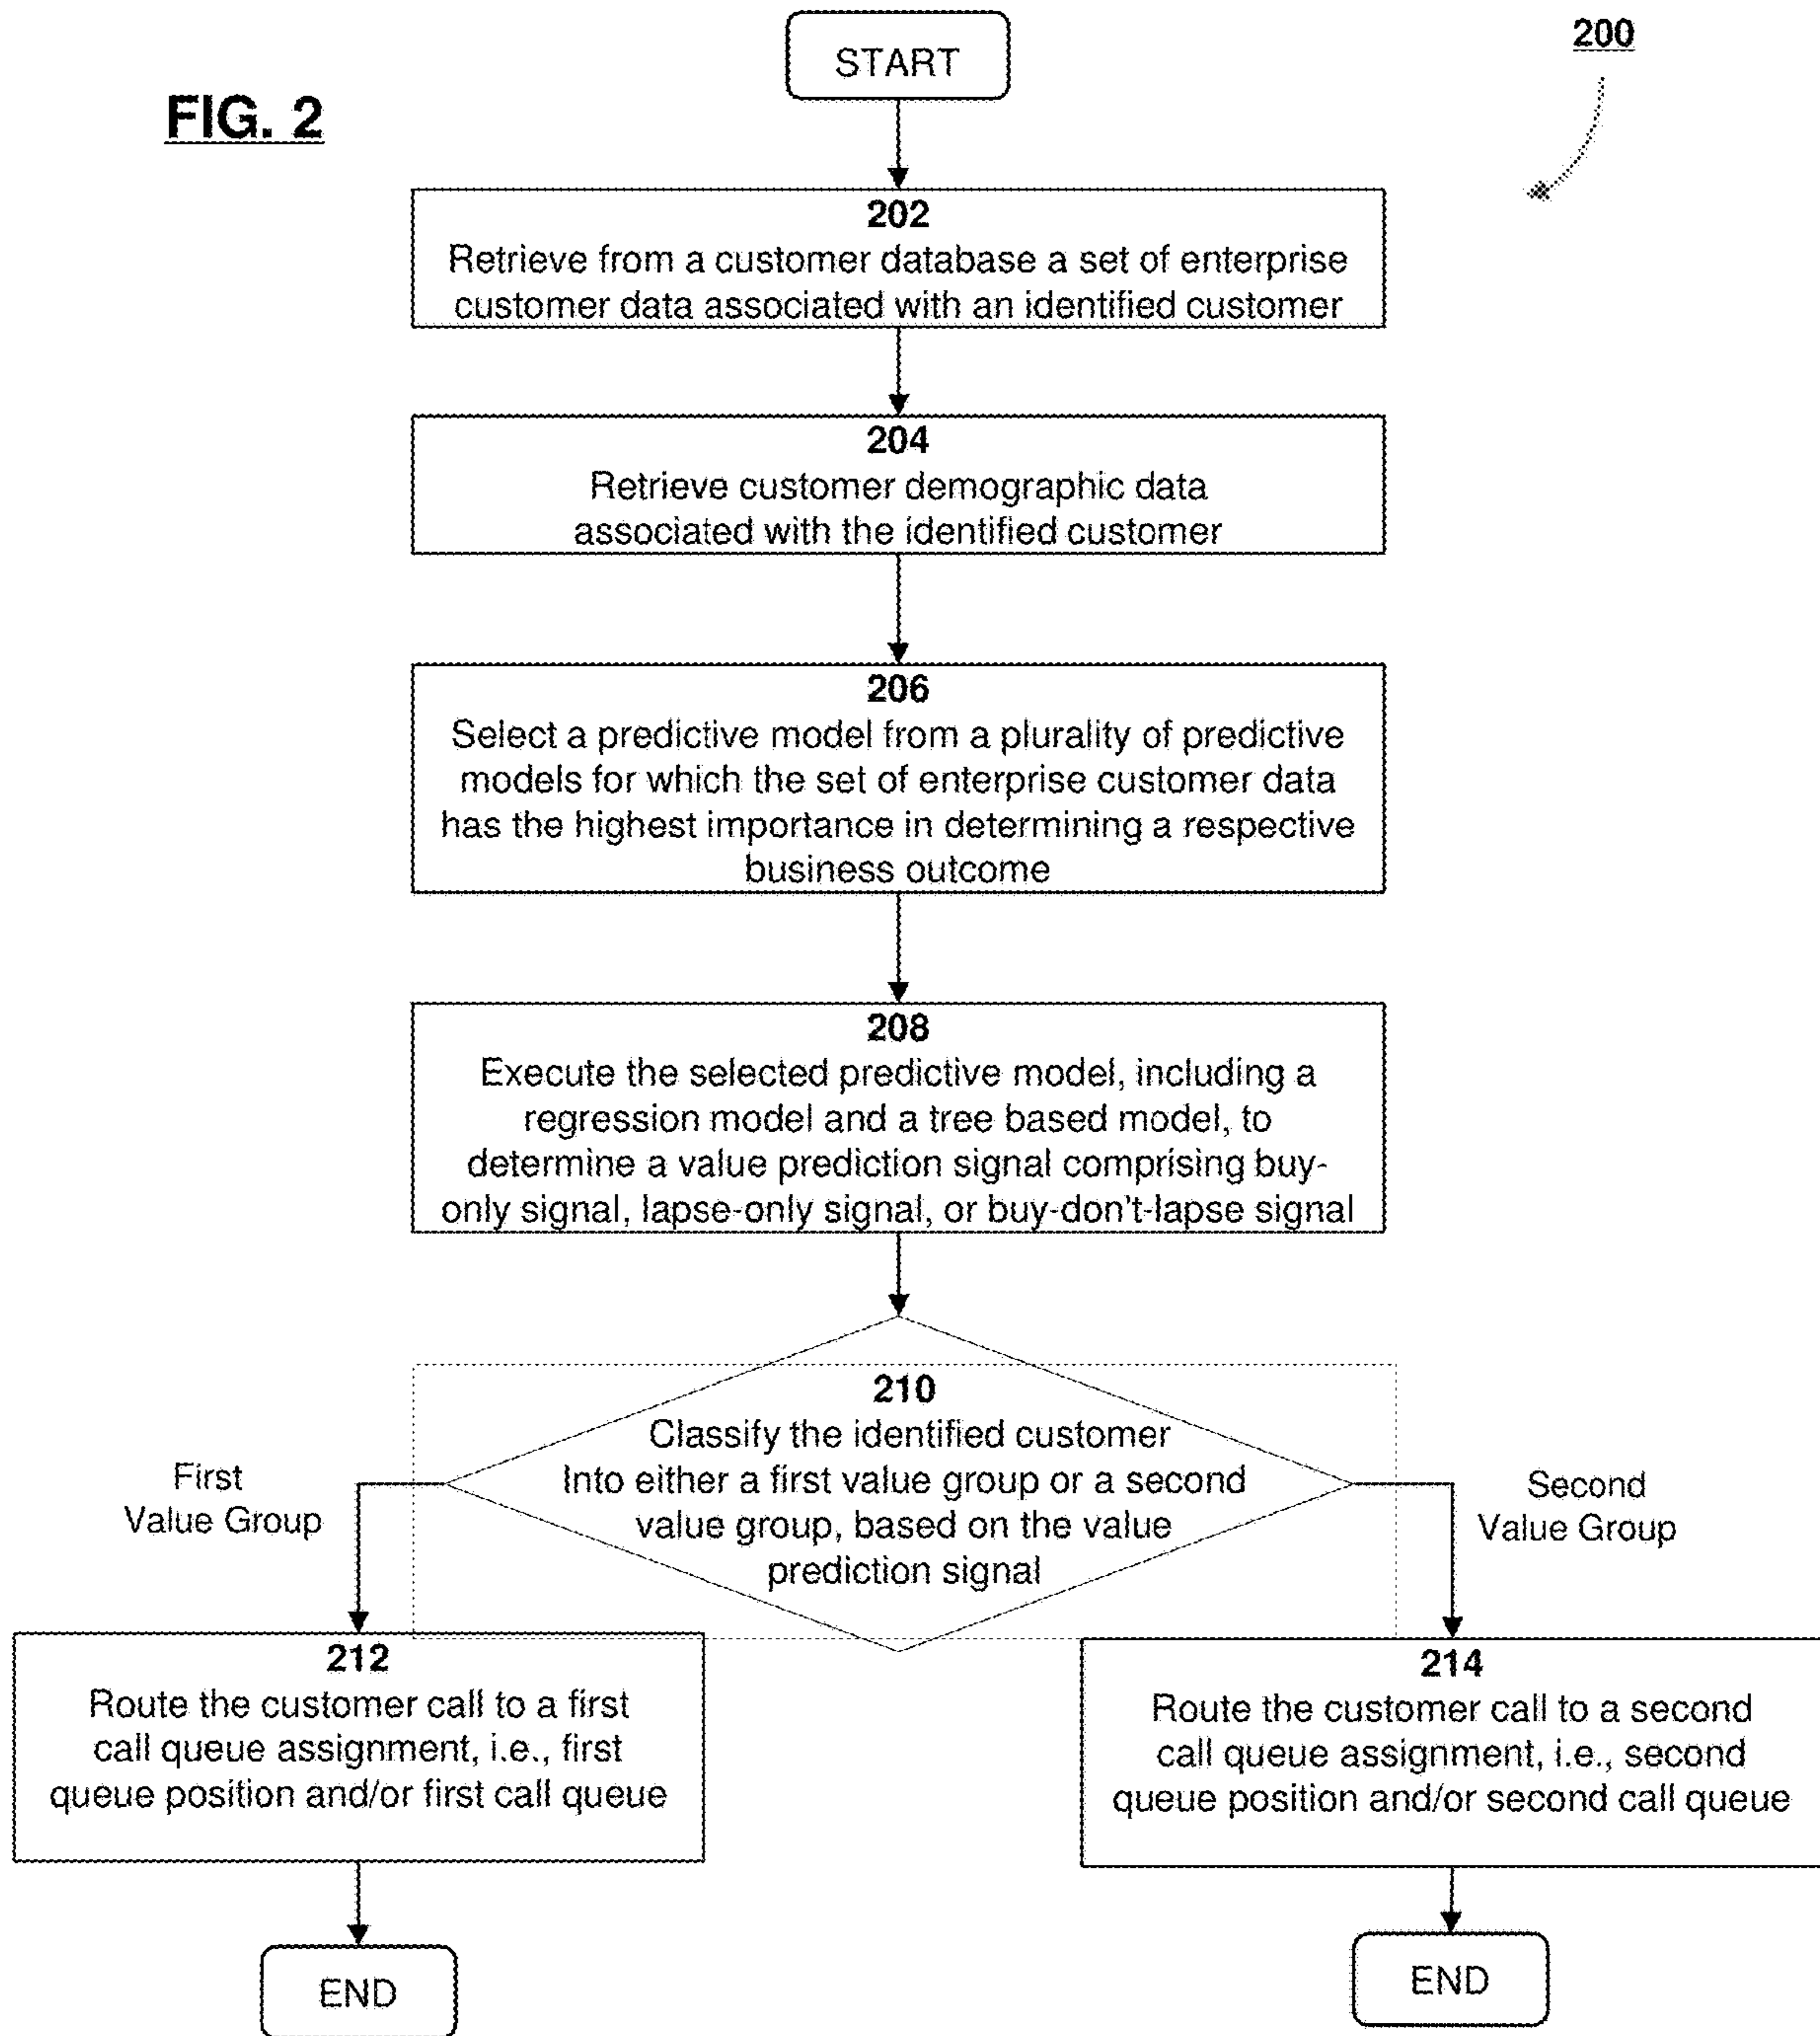 START
200
FIG. 2
202
Retrieve from a customer database a set of enterprise
customer data associated with an identified customer
204
Retrieve customer demographic data
associated with the identified customer
206
Select a predictive model from a plurality of predictive
models for which the set of enterprise customer data
has the highest importance in determining a respective
business outcome
208
Execute the selected predictive model, including a
regression model and a tree based model, to
determine a value prediction signal comprising buy-
only signal, lapse-only signal, or buy-don't-lapse signal
210
Classify the identified customer
Into either a first value group or a second
value group, based on the value
prediction signal
First
Value Group
Second
Value Group
212
Route the customer call to a first
call queue assignment, i.e., first
queue position and/or first call queue
214
Route the customer call to a second
call queue assignment, i.e., second
queue position and/or second call queue
END
END